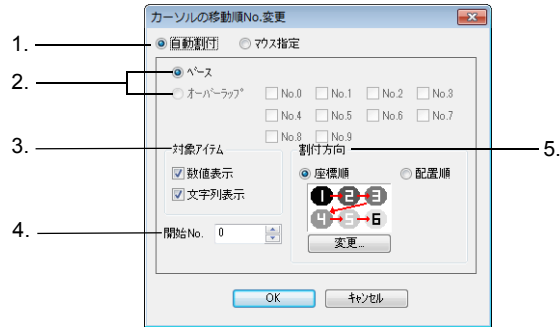 カーソルの移動順No.変更
1. 自動割付 マウス指定
2. ベース
オーバーラップ No.0 No.1 No.2 No.3
No.4 No.5 No.6 No.7
No.8 No.9
3. 対象アイテム 割付方向 5.
数値表示 座標順 配置順
文字列表示 1 2 3
4 5 6
4. 開始No. 0 変更...
OK キャンセル